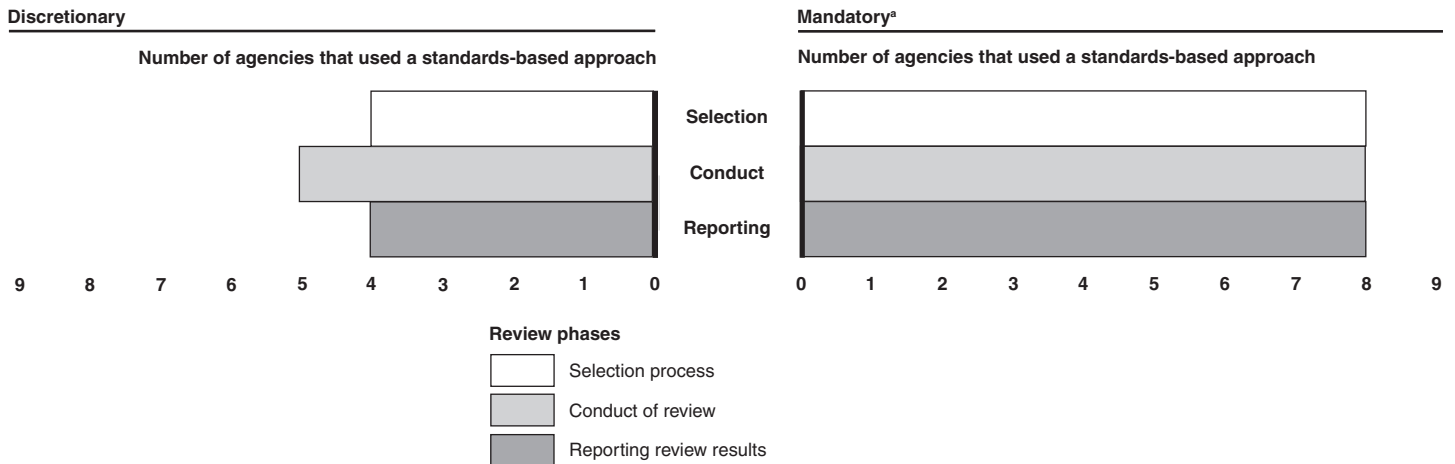 Discretionary
Mandatoryᵃ
Number of agencies that used a standards-based approach
Number of agencies that used a standards-based approach
Selection
Conduct
Reporting
9 8 7 6 5 4 3 2 1 0
0 1 2 3 4 5 6 7 8 9
Review phases
Selection process
Conduct of review
Reporting review results